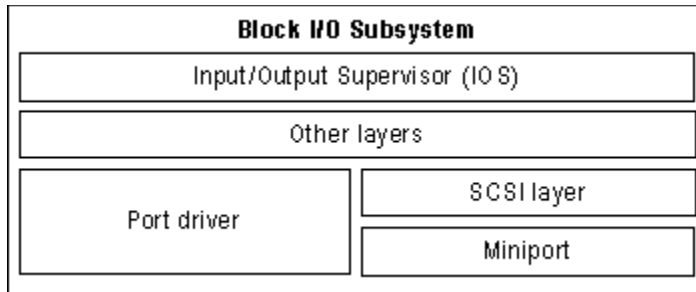 Block I/O Subsystem
Input/Output Supervisor (IOS)
Other layers
Port driver
SCSI layer
Miniport